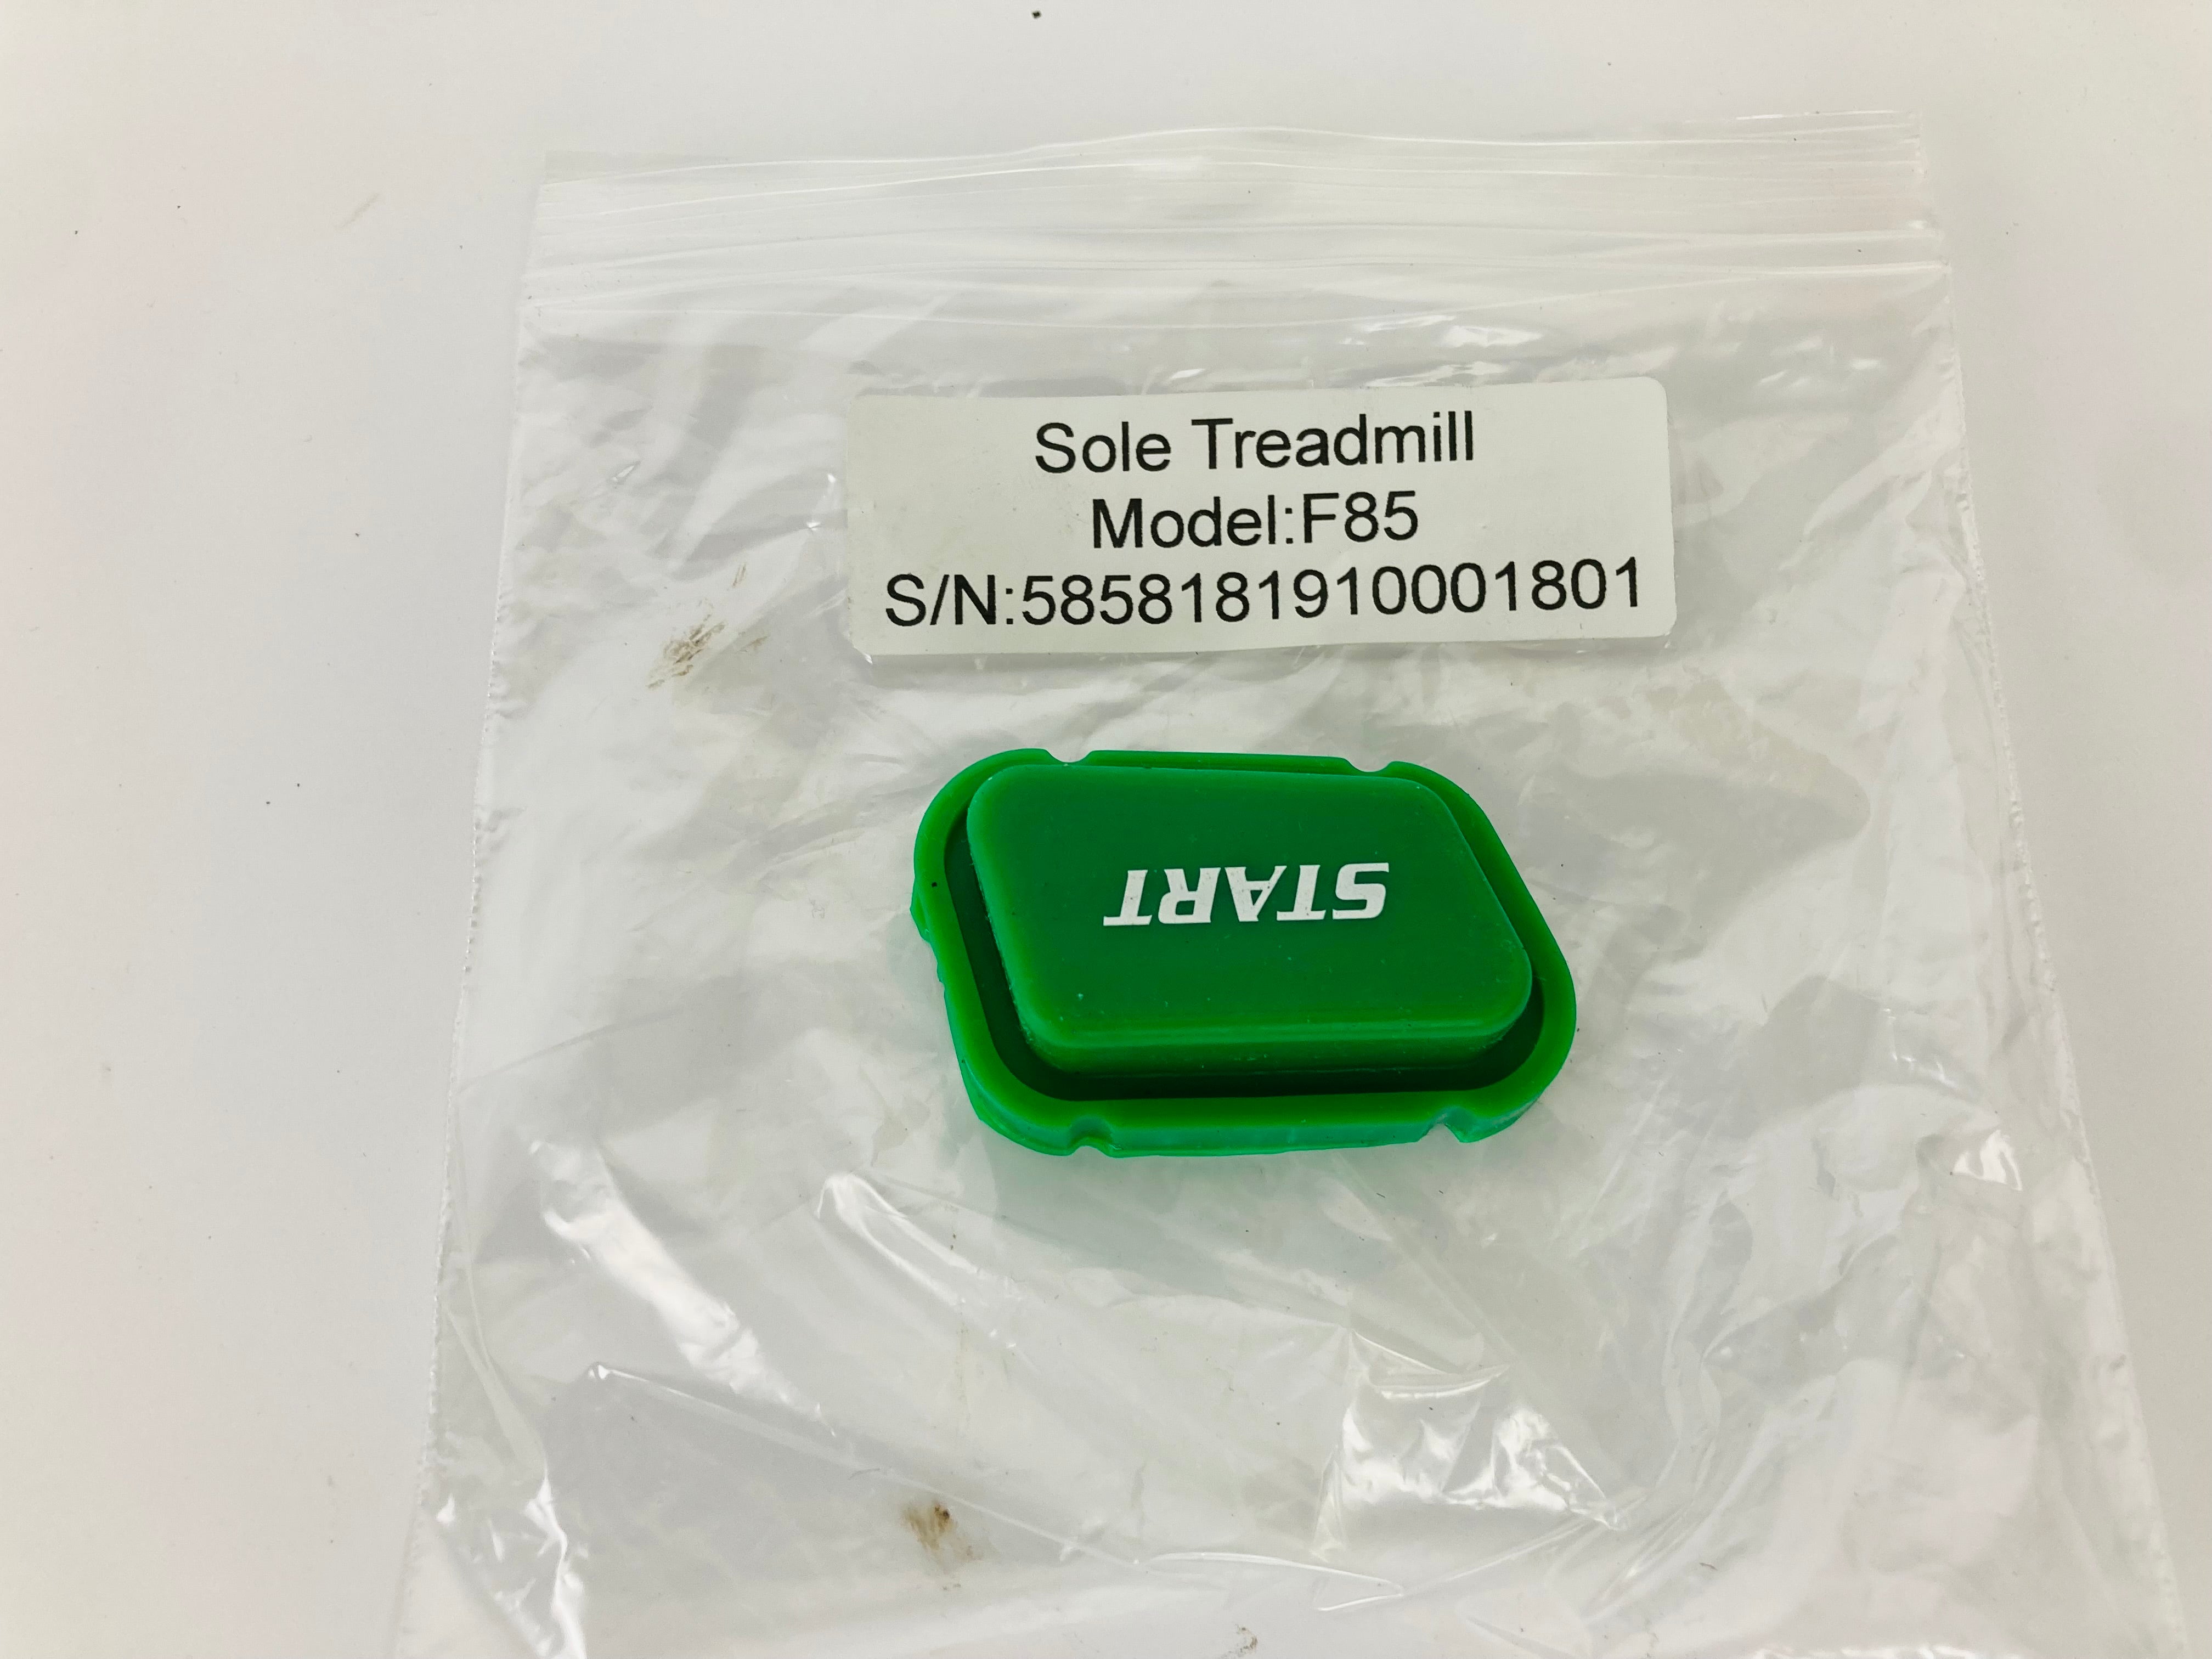 Sole Treadmill
Model:F85
S/N:5858181910001801
START